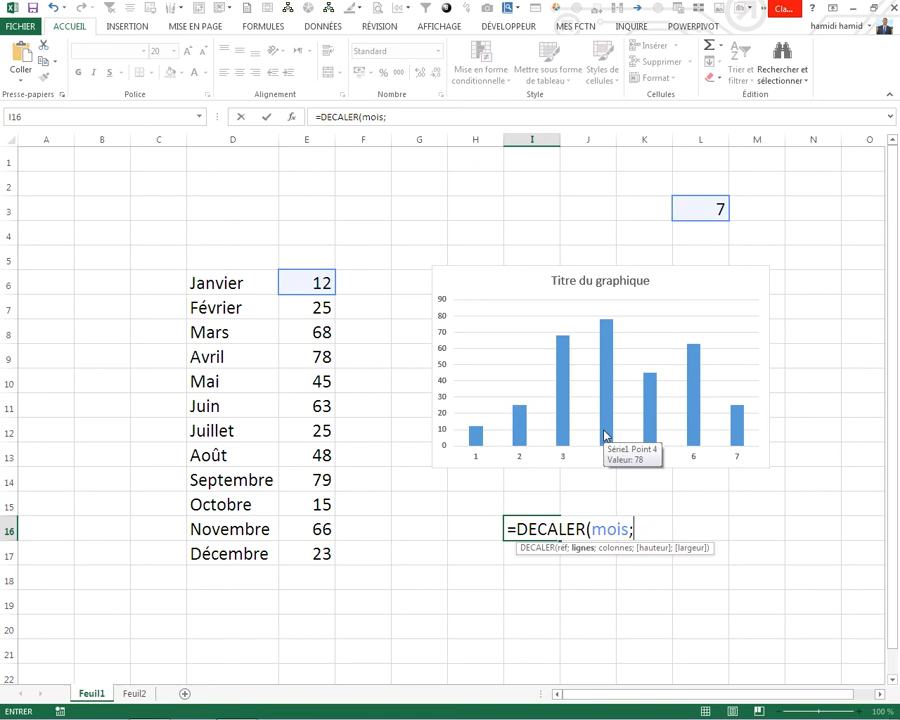 Cla...
FICHIER ACCUEIL INSERTION MISE EN PAGE FORMULES DONNÉES RÉVISION AFFICHAGE DÉVELOPPEUR MES FCTN INQUIRE POWERPIVOT hamidi hamid
Coller
Presse-papiers
20
G I S
Police
Alignement
Standard
% 000
Nombre
Mise en forme conditionnelle
Mettre sous forme de tableau
Styles de cellules
Style
Insérer
Supprimer
Format
Cellules
Trier et filtrer
Rechercher et sélectionner
Édition
I16 fx =DECALER(mois;
A B C D E F G H I J K L M N O
1
2
3 7
4
5
6 Janvier 12
7 Février 25
8 Mars 68
9 Avril 78
10 Mai 45
11 Juin 63
12 Juillet 25
13 Août 48
14 Septembre 79
15 Octobre 15
16 Novembre 66
17 Décembre 23
18
19
20
21
22
Titre du graphique
90
80
70
60
50
40
30
20
10
0
1 2 3 6 7
Série1 Point 4
Valeur: 78
=DECALER(mois;
DECALER(réf; lignes; colonnes; [hauteur]; [largeur])
Feuil1 Feuil2
ENTRER 100 %